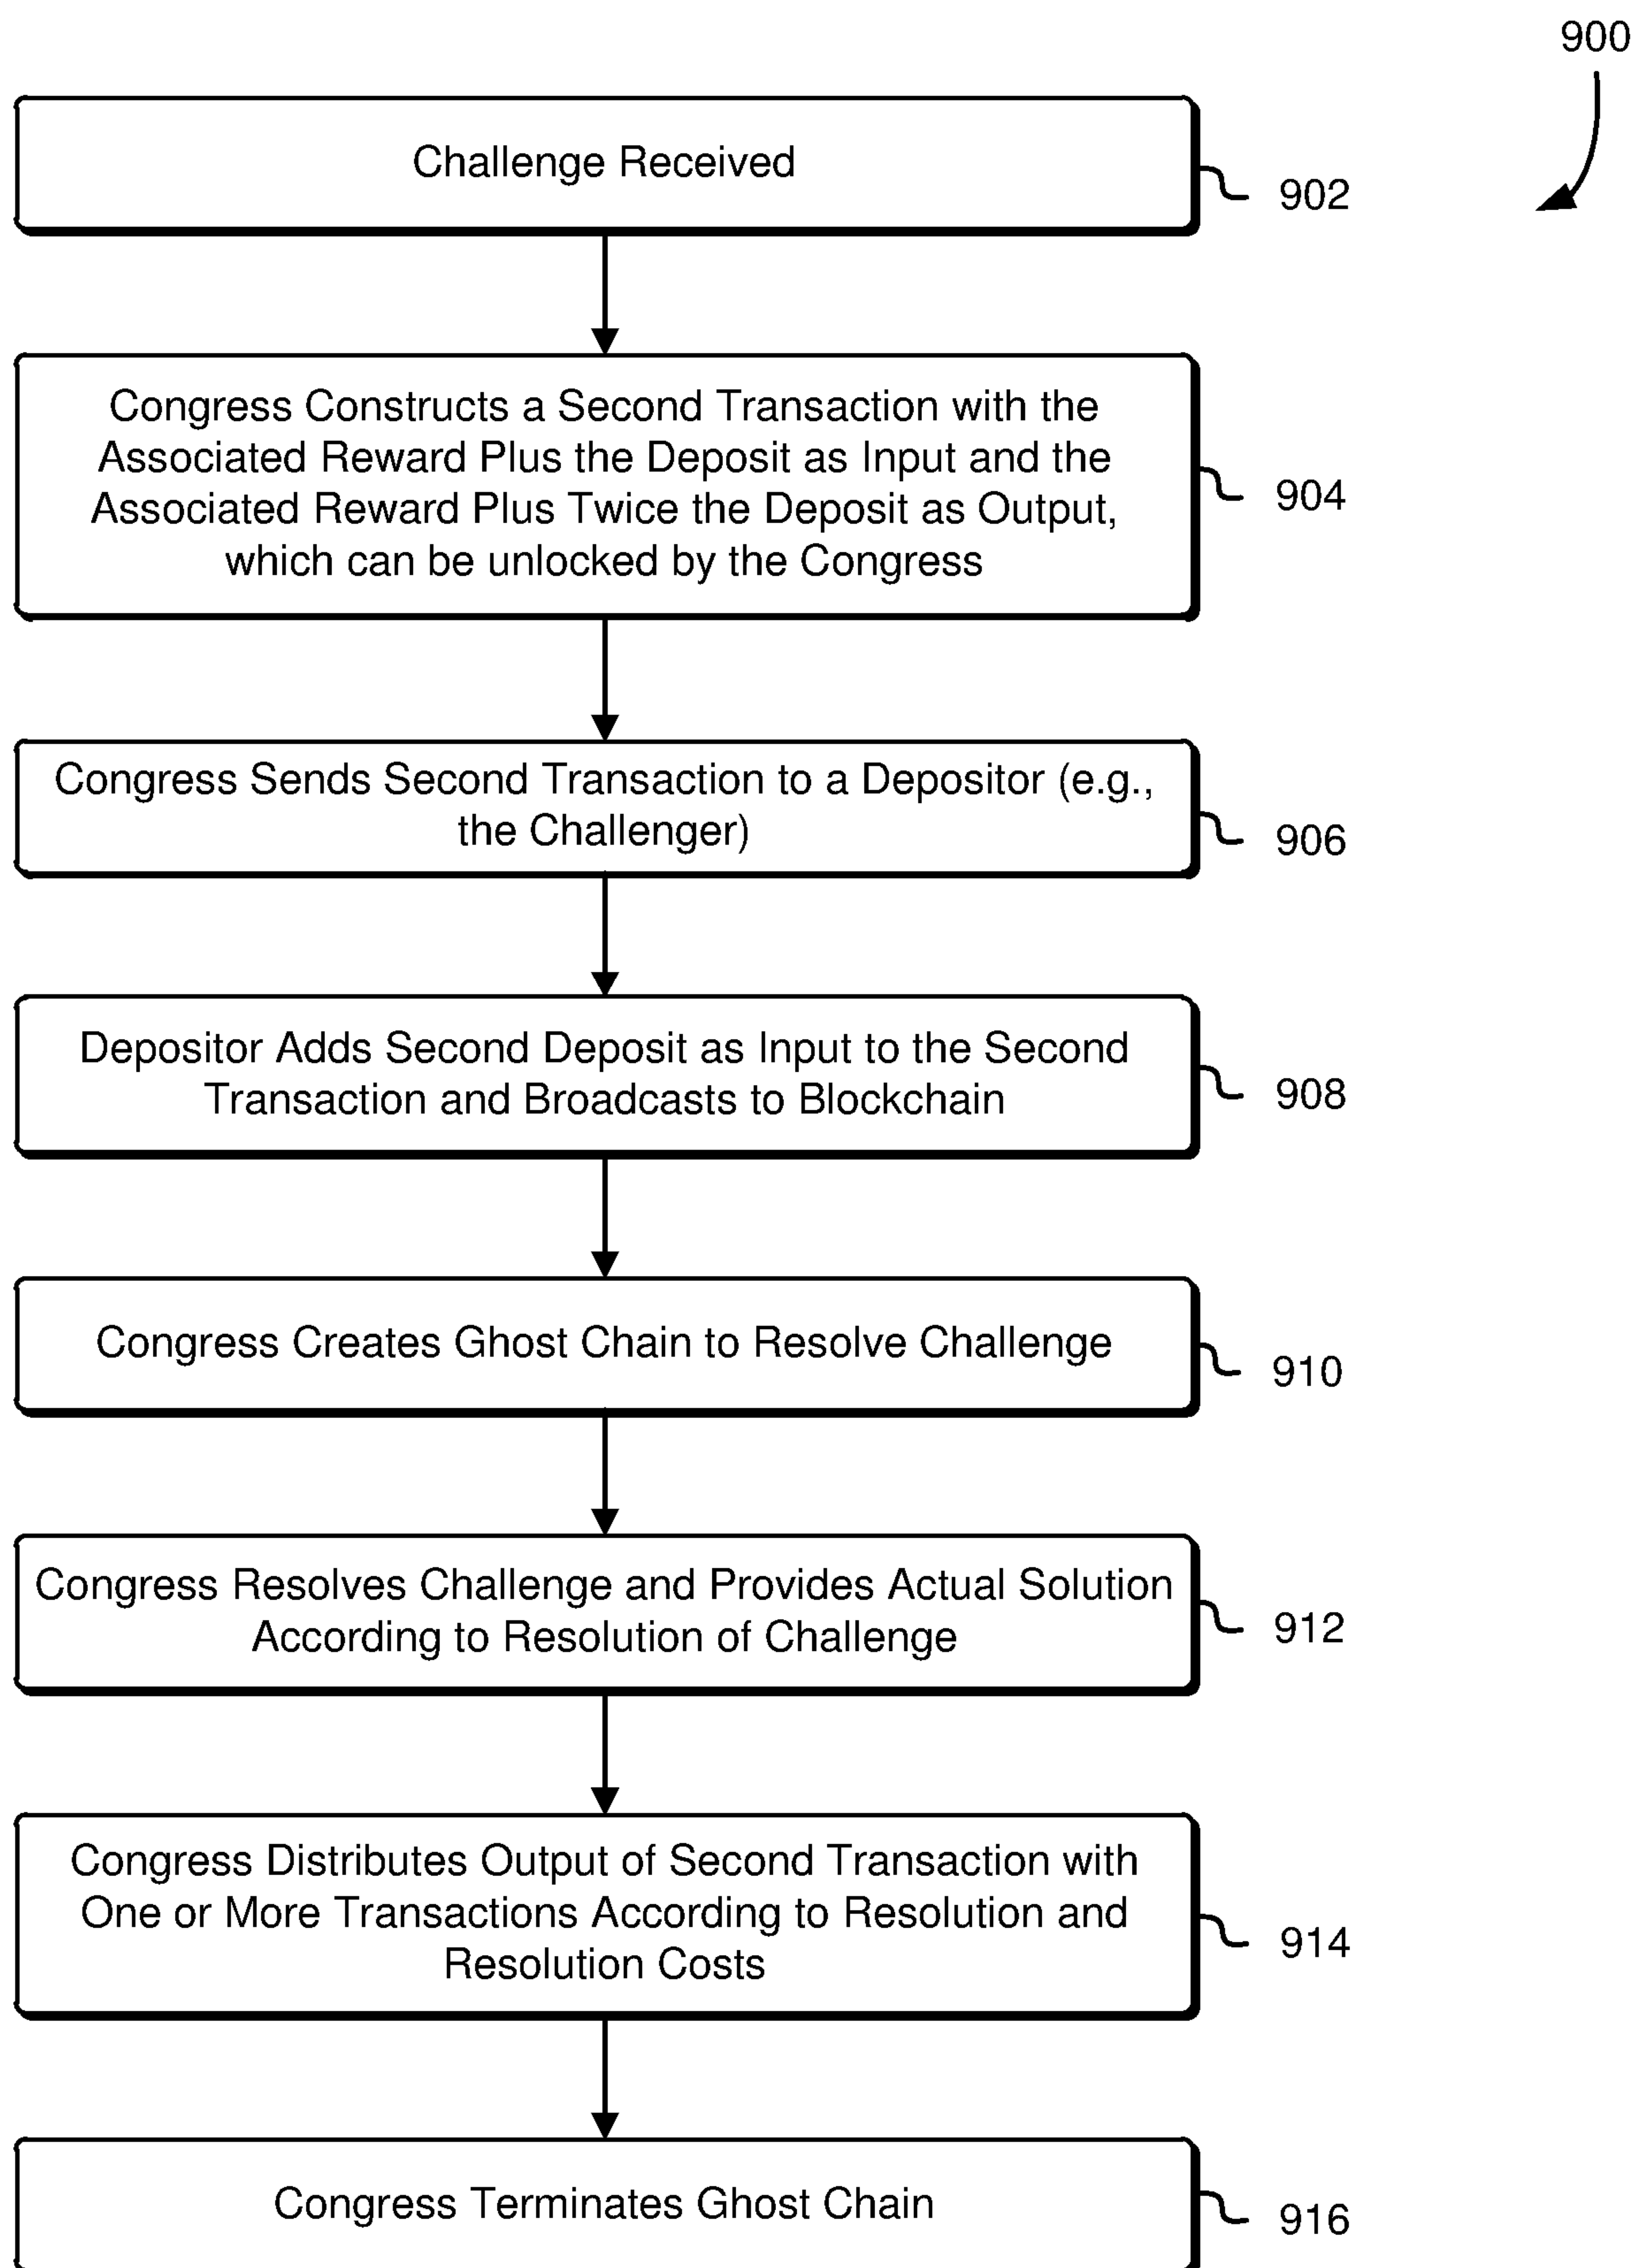 900
Challenge Received
902
Congress Constructs a Second Transaction with the
Associated Reward Plus the Deposit as Input and the
Associated Reward Plus Twice the Deposit as Output,
which can be unlocked by the Congress
904
Congress Sends Second Transaction to a Depositor (e.g.,
the Challenger)
906
Depositor Adds Second Deposit as Input to the Second
Transaction and Broadcasts to Blockchain
908
Congress Creates Ghost Chain to Resolve Challenge
910
Congress Resolves Challenge and Provides Actual Solution
According to Resolution of Challenge
912
Congress Distributes Output of Second Transaction with
One or More Transactions According to Resolution and
Resolution Costs
914
Congress Terminates Ghost Chain
916